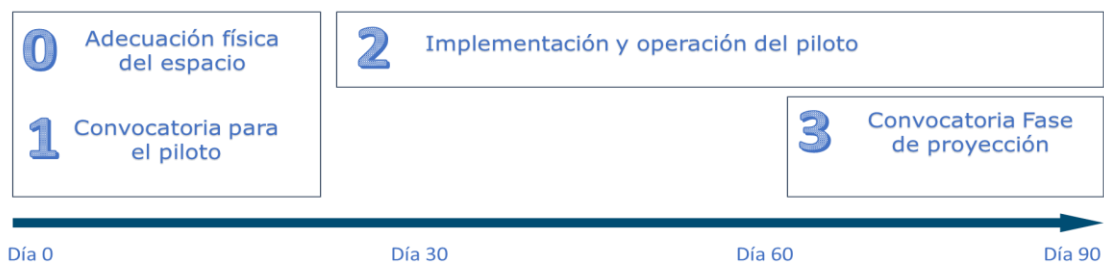 0
Adecuación física
del espacio
1
Convocatoria para
el piloto
2
Implementación y operación del piloto
3
Convocatoria Fase
de proyección
Día 0
Día 30
Día 60
Día 90